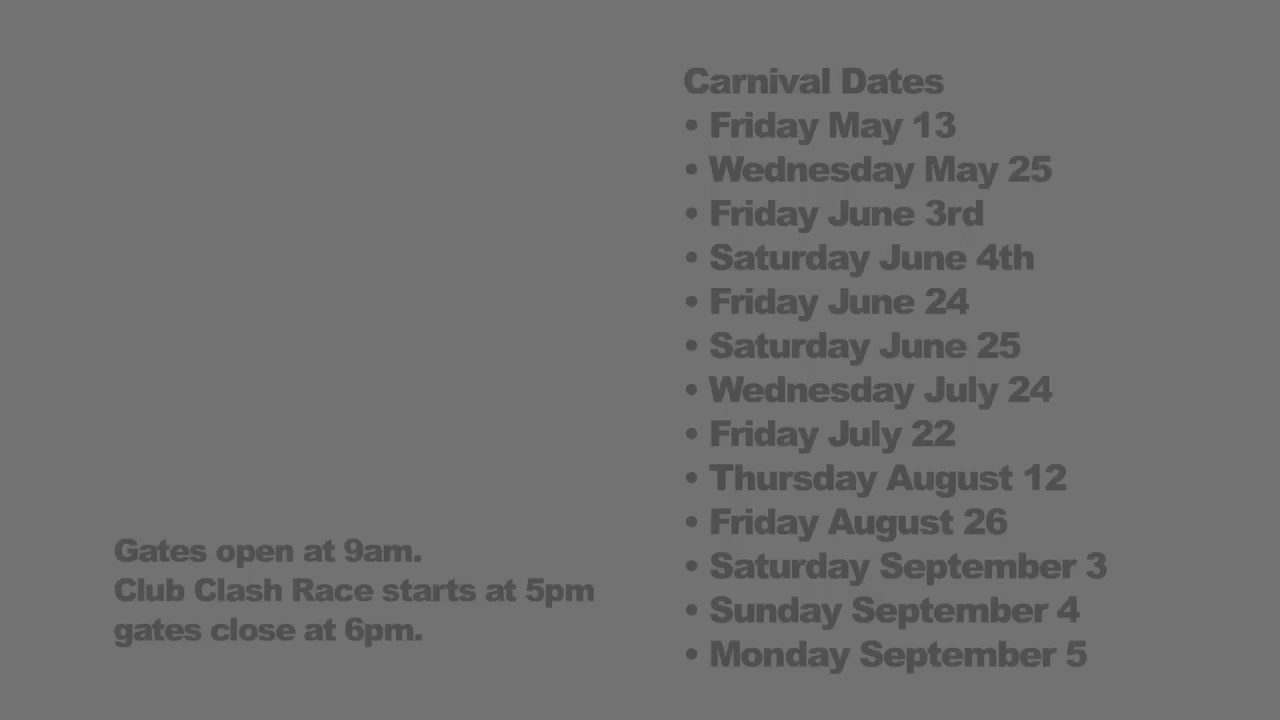 Carnival Dates
• Friday May 13
• Wednesday May 25
• Friday June 3rd
• Saturday June 4th
• Friday June 24
• Saturday June 25
• Wednesday July 24
• Friday July 22
• Thursday August 12
• Friday August 26
• Saturday September 3
• Sunday September 4
• Monday September 5
Gates open at 9am.
Club Clash Race starts at 5pm
gates close at 6pm.